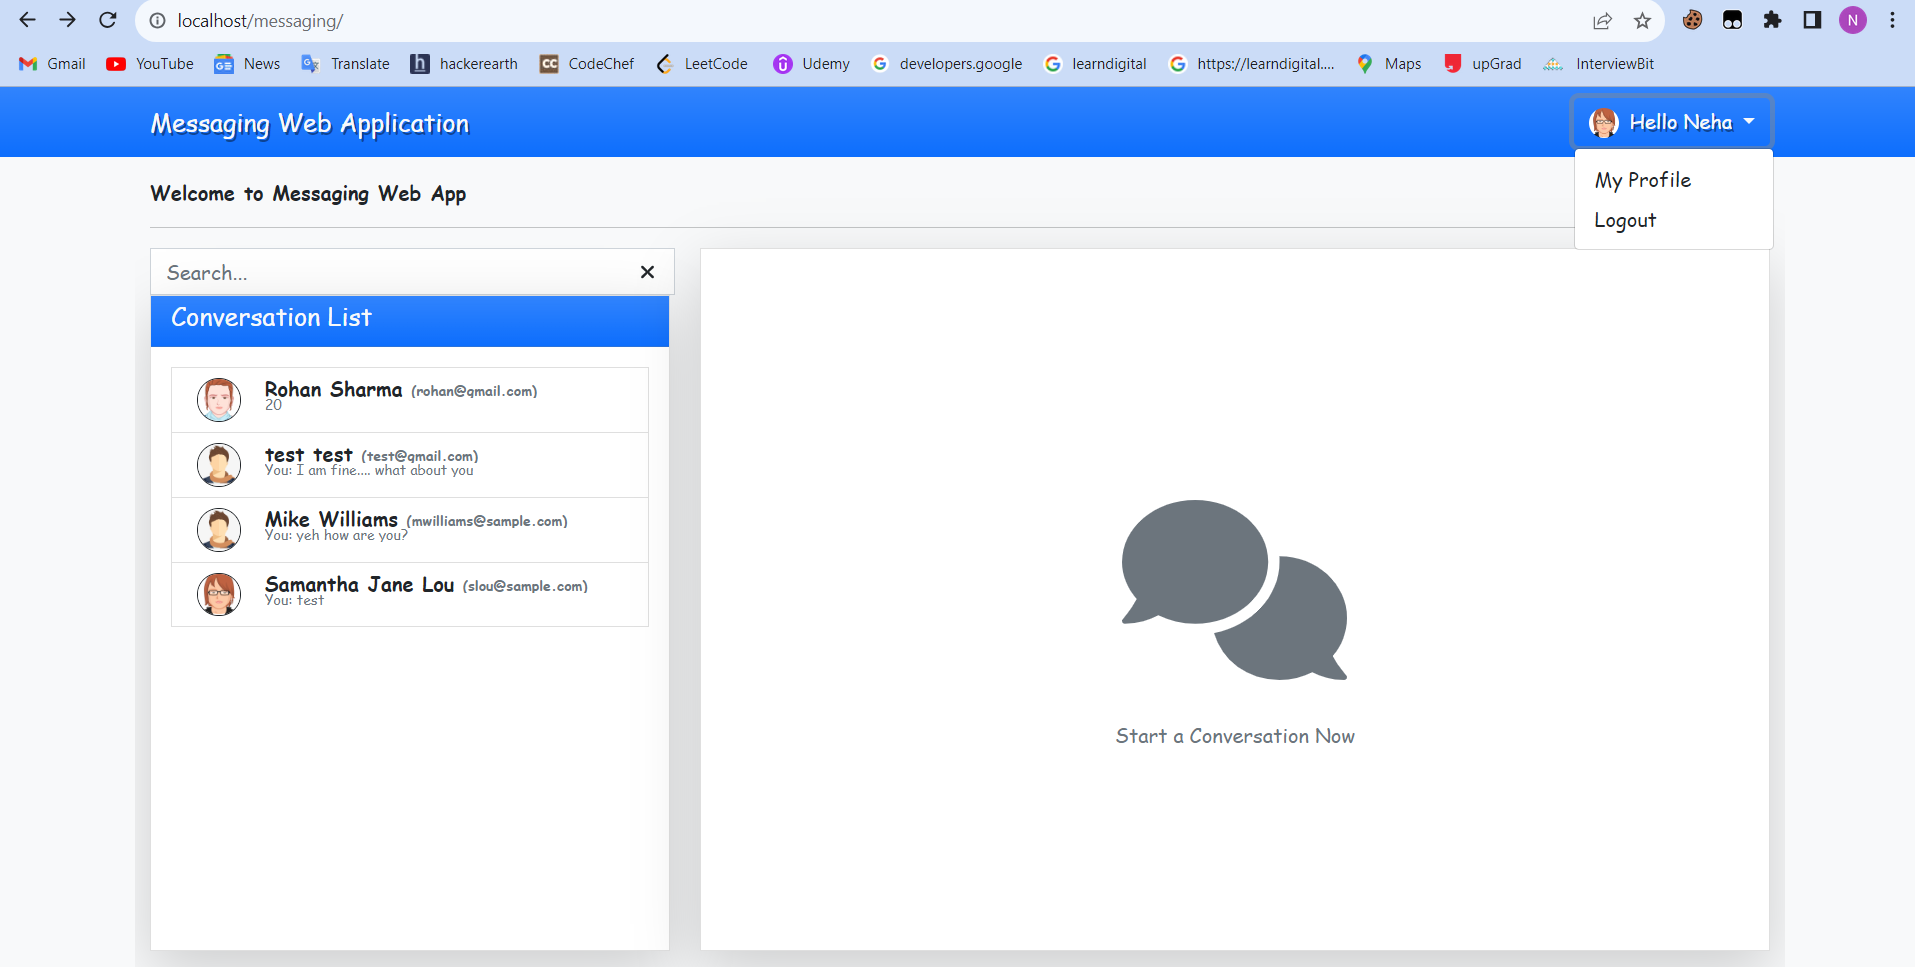 localhost/messaging/
N
Gmail YouTube News Translate h hackerearth CC CodeChef LeetCode Udemy developers.google learndigital https://learndigital.... Maps upGrad InterviewBit
Messaging Web Application
Hello Neha
My Profile
Logout
Welcome to Messaging Web App
Search...
Conversation List
Rohan Sharma (rohan@gmail.com)
20
test test (test@gmail.com)
You: I am fine.... what about you
Mike Williams (mwilliams@sample.com)
You: yeh how are you?
Samantha Jane Lou (slou@sample.com)
You: test
Start a Conversation Now